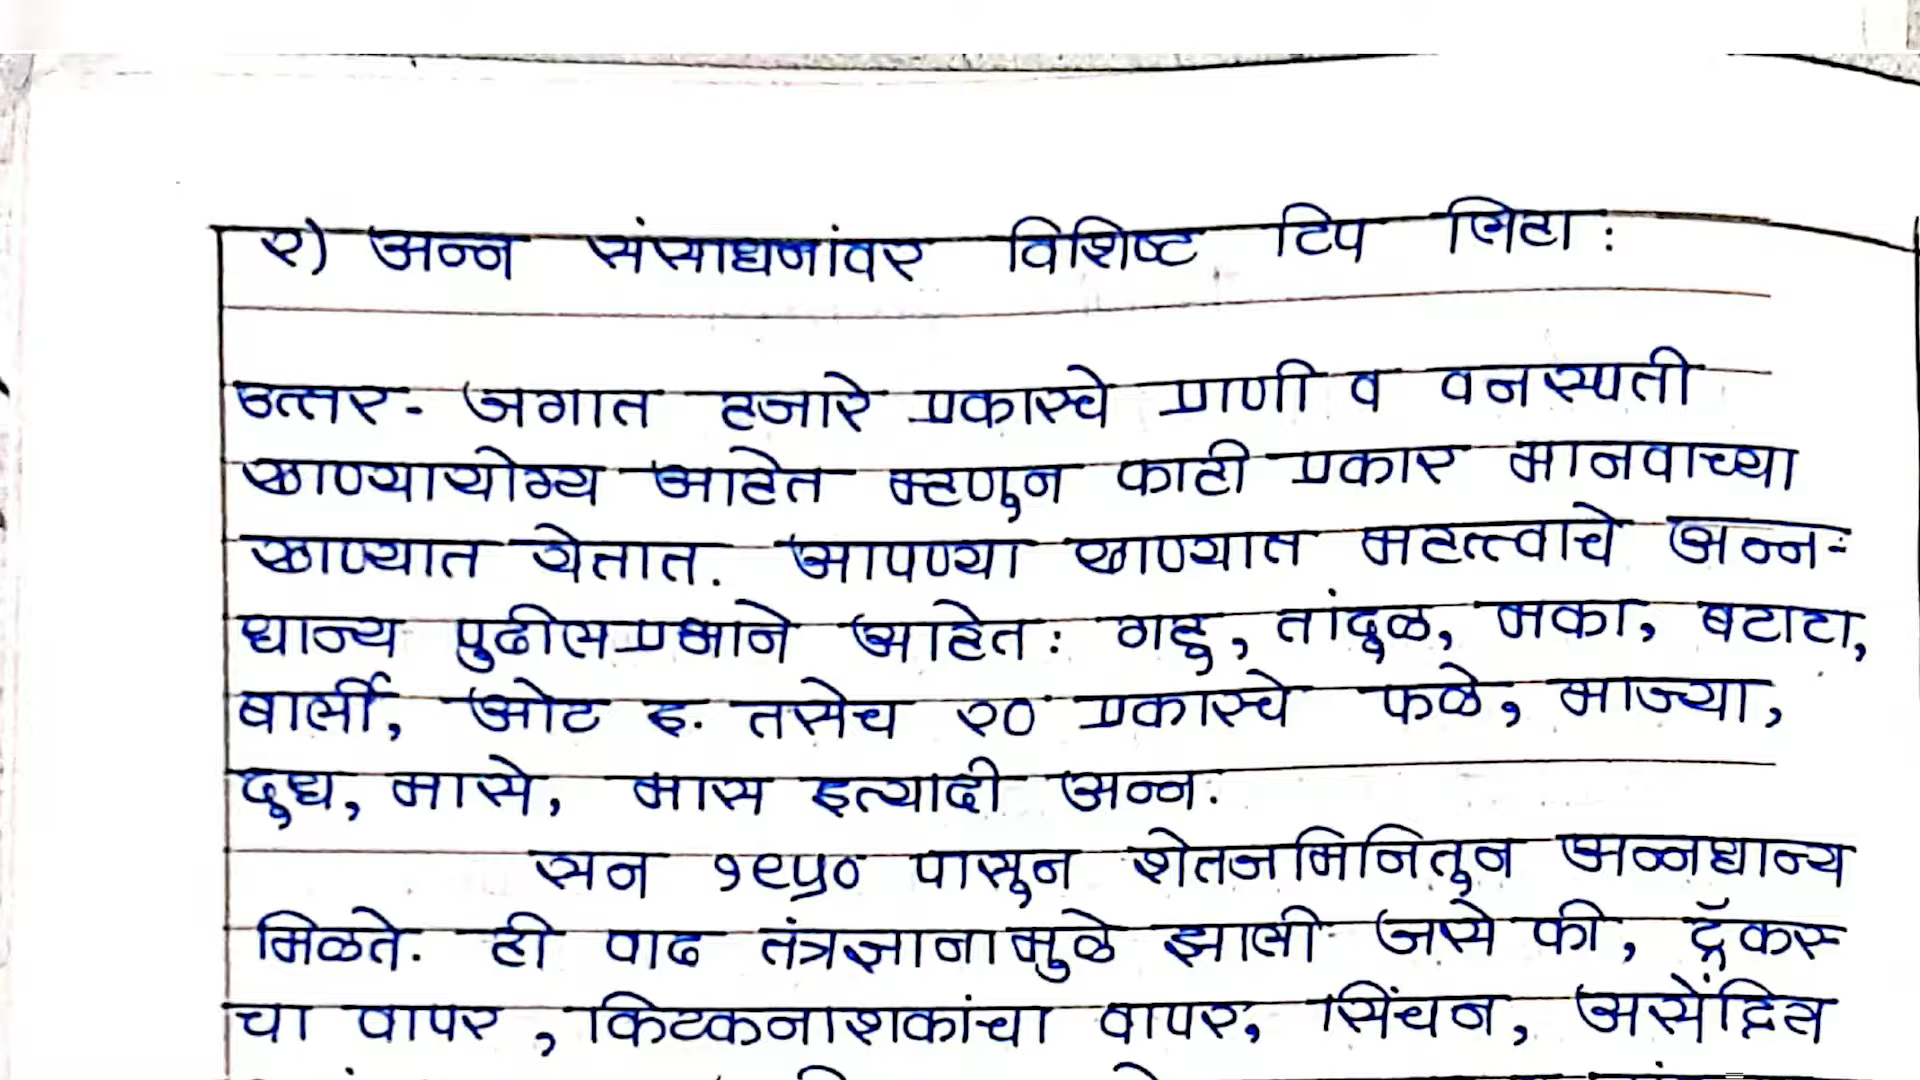 २) अन्न संसाधनांवर विशिष्ट टिप लिहा :
उत्तर - जगात हजारे प्रकारचे प्राणी व वनस्पती
खाण्यायोग्य आहेत म्हणुन काही प्रकार मानवाच्या
खाण्यात येतात. आपण्या खाण्यात महत्त्वाचे अन्न-
धान्य पुढीलप्रमाने आहेत : गहु, तांदुळ, मका, बटाटा,
बार्ली, ओट इ. तसेच २० प्रकारचे फळे, भाज्या,
दुध, मासे, मास इत्यादी अन्न.
सन १९५० पासुन शेतजमिनितुन अन्नधान्य
मिळते. ही वाढ तंत्रज्ञानामुळे झाली जसे की, ट्रॅकर
चा वापर, किटकनाशकांचा वापर, सिंचन, असेंद्रिल